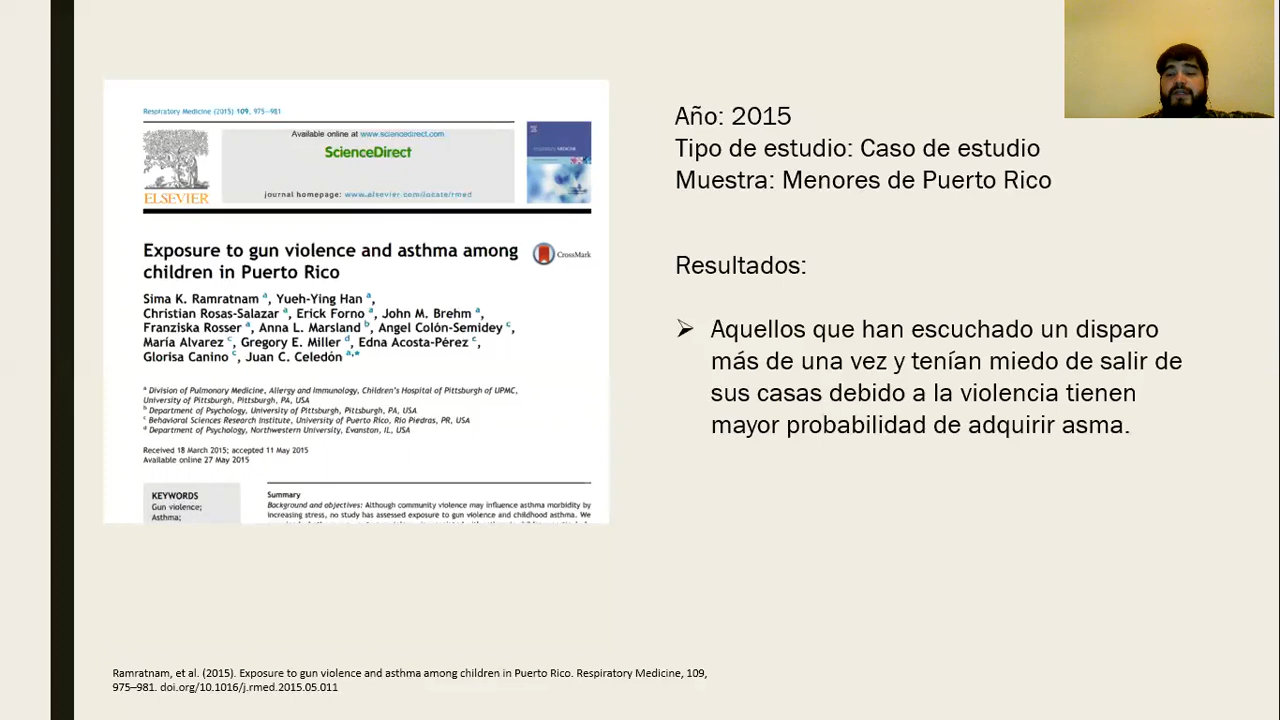 Respiratory Medicine (2015) 109, 975–981
Available online at www.sciencedirect.com
ScienceDirect
ELSEVIER
journal homepage: www.elsevier.com/locate/rmed
Exposure to gun violence and asthma among
children in Puerto Rico
CrossMark
Sima K. Ramratnam a, Yueh-Ying Han a,
Christian Rosas-Salazar a, Erick Forno a, John M. Brehm a,
Franziska Rosser a, Anna L. Marsland b, Angel Colón-Semidey c,
María Alvarez c, Gregory E. Miller d, Edna Acosta-Pérez c,
Glorisa Canino c, Juan C. Celedón a,*
a Division of Pulmonary Medicine, Allergy and Immunology, Children's Hospital of Pittsburgh of UPMC,
University of Pittsburgh, Pittsburgh, PA, USA
b Department of Psychology, University of Pittsburgh, Pittsburgh, PA, USA
c Behavioral Sciences Research Institute, University of Puerto Rico, Rio Piedras, PR, USA
d Department of Psychology, Northwestern University, Evanston, IL, USA
Received 18 March 2015; accepted 11 May 2015
Available online 27 May 2015
KEYWORDS
Gun violence;
Asthma;
Summary
Background and objectives: Although community violence may influence asthma morbidity by
increasing stress, no study has assessed exposure to gun violence and childhood asthma. We
Año: 2015
Tipo de estudio: Caso de estudio
Muestra: Menores de Puerto Rico
Resultados:
➢ Aquellos que han escuchado un disparo
más de una vez y tenían miedo de salir de
sus casas debido a la violencia tienen
mayor probabilidad de adquirir asma.
Ramratnam, et al. (2015). Exposure to gun violence and asthma among children in Puerto Rico. Respiratory Medicine, 109,
975–981. doi.org/10.1016/j.rmed.2015.05.011